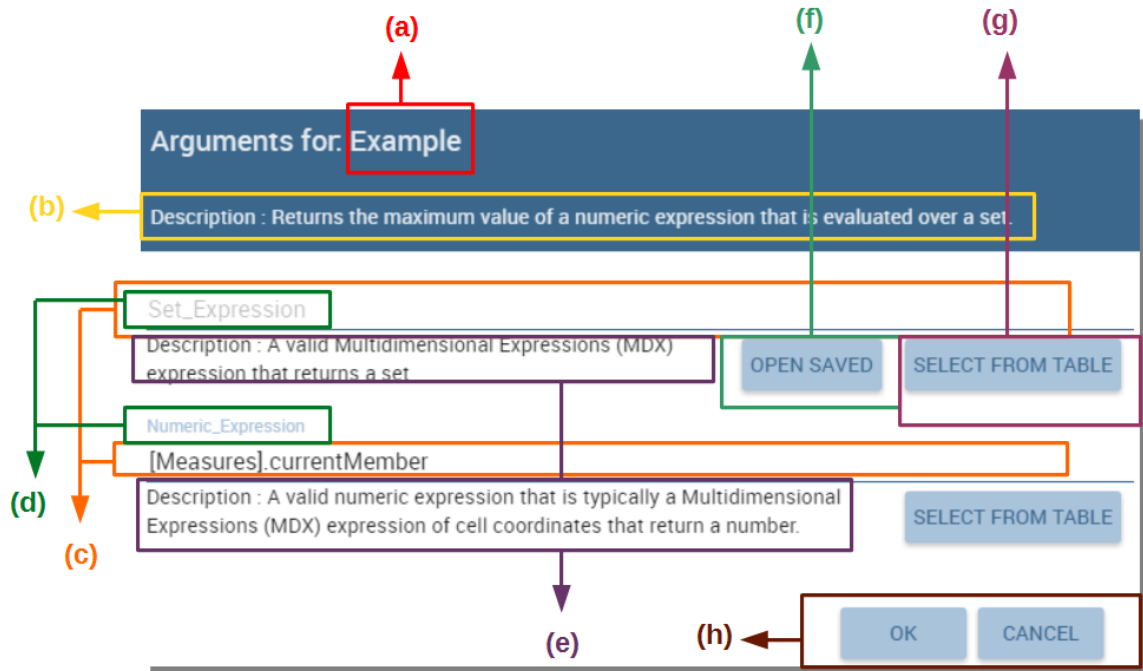 (a)
(f)
(g)
Arguments for: Example
(b)
Description : Returns the maximum value of a numeric expression that is evaluated over a set.
Set_Expression
Description : A valid Multidimensional Expressions (MDX)
expression that returns a set
OPEN SAVED
SELECT FROM TABLE
Numeric_Expression
[Measures].currentMember
(d)
Description : A valid numeric expression that is typically a Multidimensional
Expressions (MDX) expression of cell coordinates that return a number.
SELECT FROM TABLE
(c)
(e)
(h)
OK
CANCEL